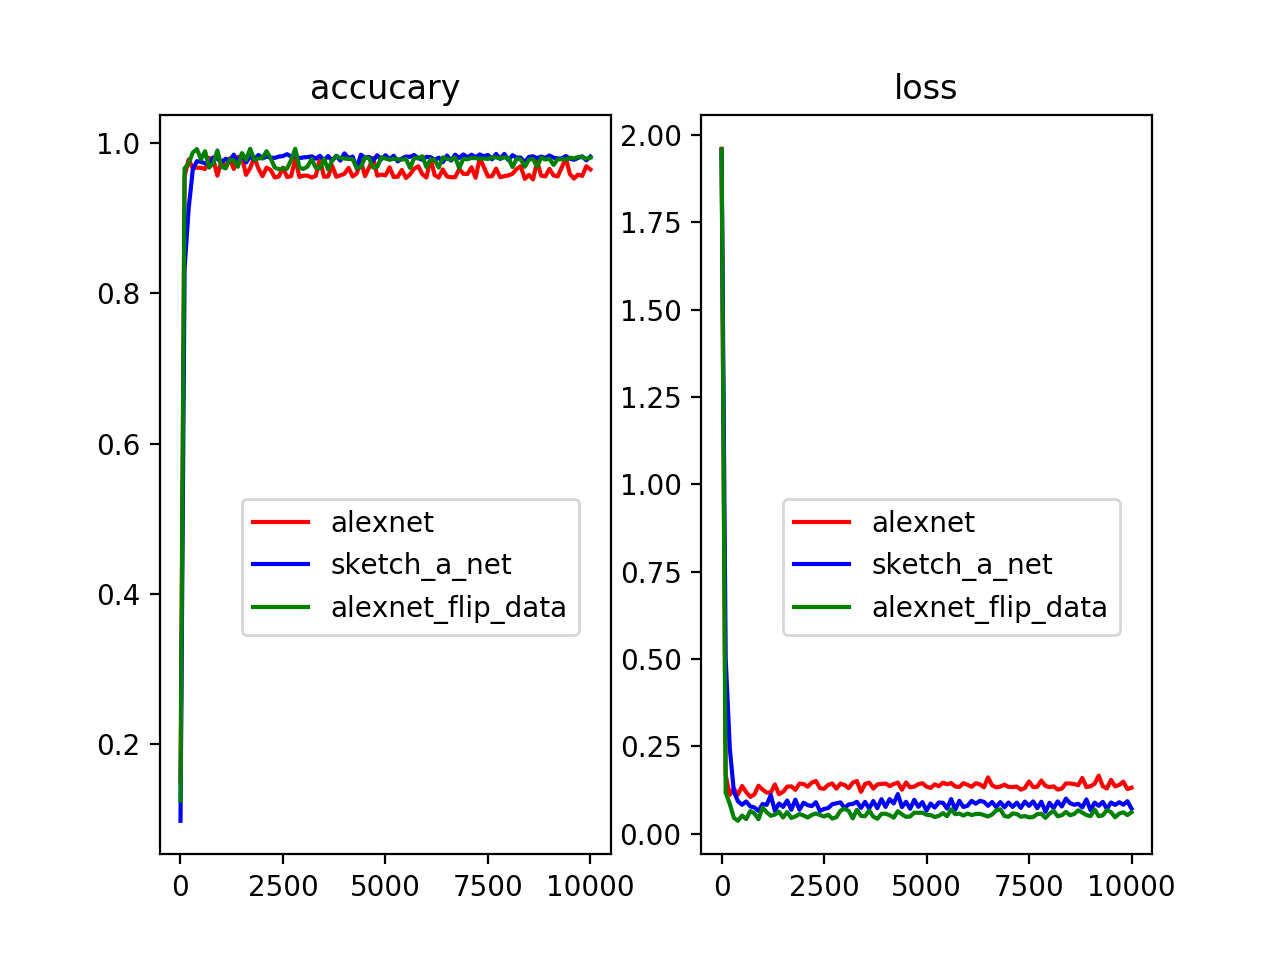 accucary
1.0
0.8
0.6
0.4
0.2
0 2500 5000 7500 10000
alexnet
sketch_a_net
alexnet_flip_data
loss
2.00
1.75
1.50
1.25
1.00
0.75
0.50
0.25
0.00
0 2500 5000 7500 10000
alexnet
sketch_a_net
alexnet_flip_data